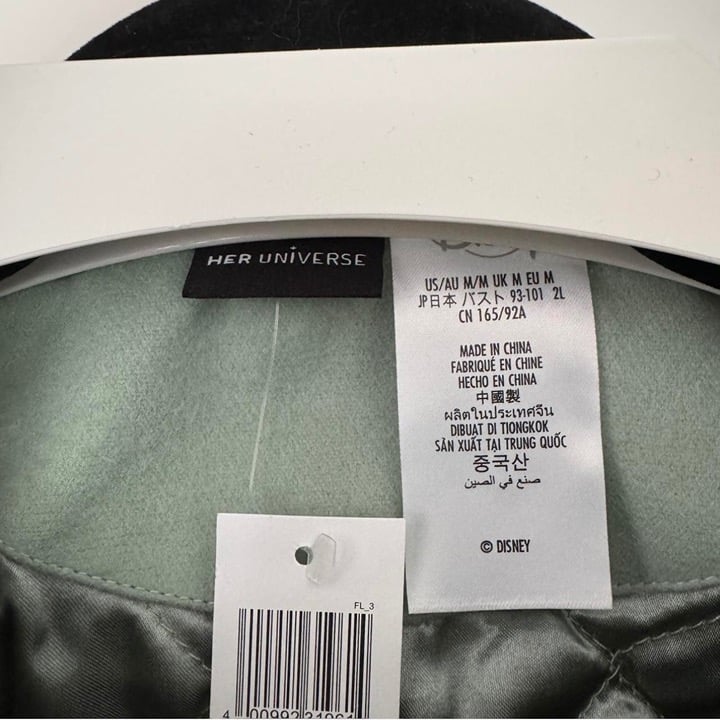 HER UNIVERSE
US/AU M/M UK M EU M
JP日本 バスト 93-101 2L
CN 165/92A
MADE IN CHINA
FABRIQUÉ EN CHINE
HECHO EN CHINA
中國製
ผลิตในประเทศจีน
DIBUAT DI TIONGKOK
SẢN XUẤT TẠI TRUNG QUỐC
중국산
صنع في الصين
© DISNEY
FL_3